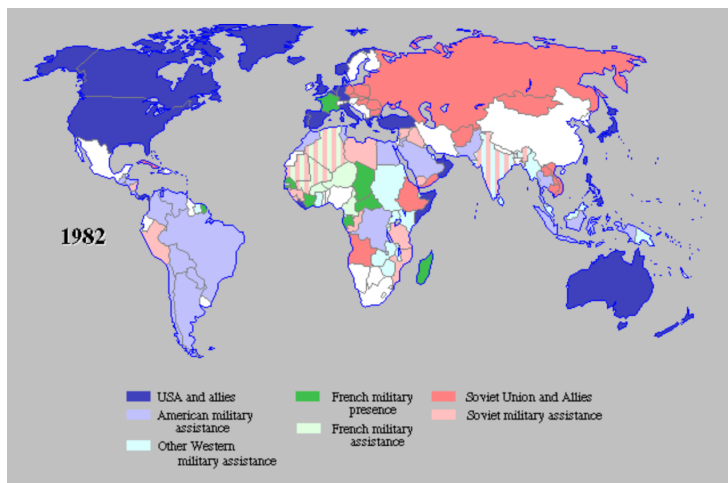 1982
USA and allies
American military
assistance
Other Western
military assistance
French military
presence
French military
assistance
Soviet Union and Allies
Soviet military assistance